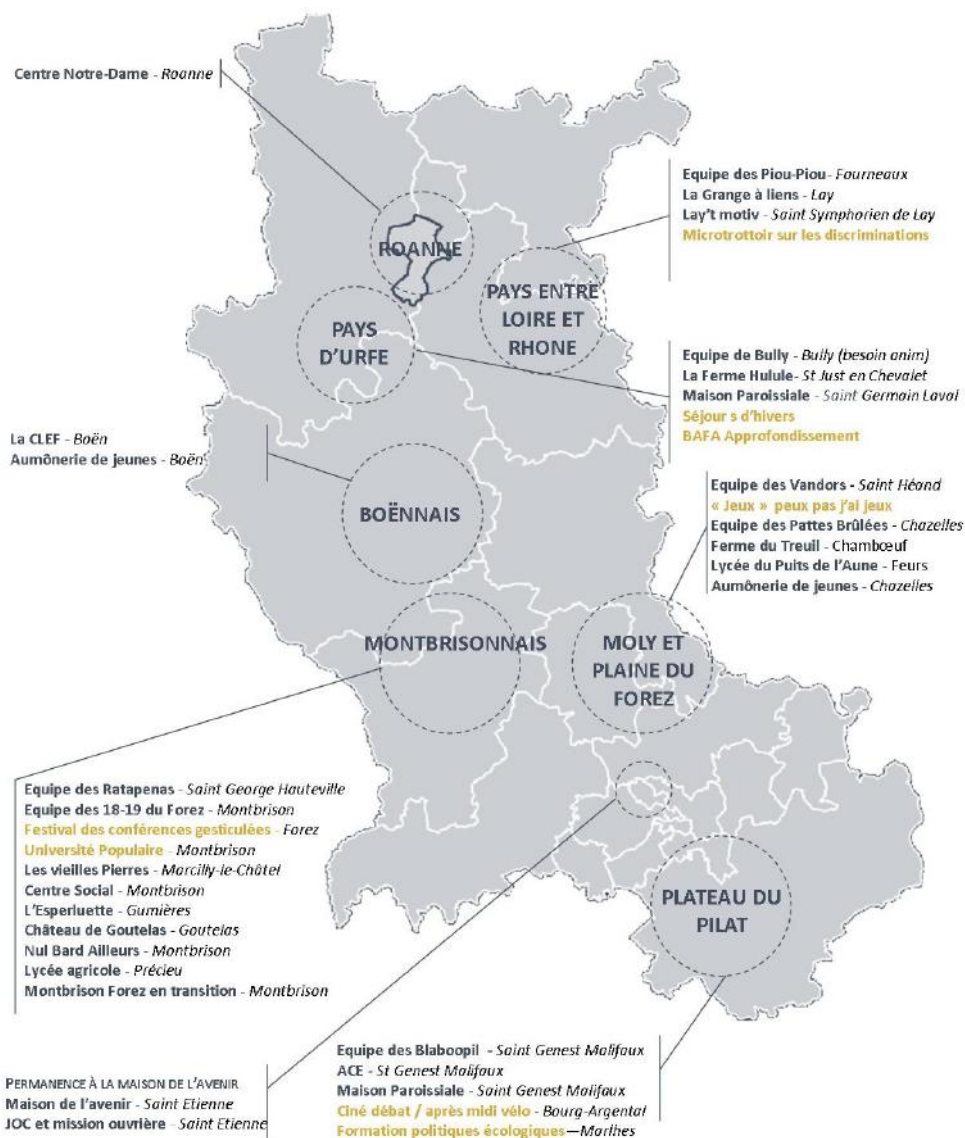 Centre Notre-Dame - Roanne
Equipe des Piou-Piou- Fourneaux
La Grange à liens - Lay
Lay't motiv - Saint Symphorien de Lay
Microtrottoir sur les discriminations
ROANNE
PAYS ENTRE
LOIRE ET
RHONE
PAYS
D'URFE
Equipe de Bully - Bully (besoin anim)
La Ferme Hulule- St Just en Chevalet
Maison Paroissiale - Saint Germain Laval
Séjour s d'hivers
BAFA Approfondissement
La CLEF - Boën
Aumônerie de jeunes - Boën
BOËNNAIS
Equipe des Vandors - Saint Héand
« Jeux » peux pas j'ai jeux
Equipe des Pattes Brûlées - Chazelles
Ferme du Treuil - Chambœuf
Lycée du Puits de l'Aune - Feurs
Aumônerie de jeunes - Chazelles
MONTBRISONNAIS
MOLY ET
PLAINE DU
FOREZ
Equipe des Ratapenas - Saint George Hauteville
Equipe des 18-19 du Forez - Montbrison
Festival des conférences gesticulées - Forez
Université Populaire - Montbrison
Les vieilles Pierres - Marcilly-le-Châtel
Centre Social - Montbrison
L'Esperluette - Gumières
Château de Goutelas - Goutelas
Nul Bard Ailleurs - Montbrison
Lycée agricole - Précieu
Montbrison Forez en transition - Montbrison
PLATEAU DU
PILAT
PERMANENCE À LA MAISON DE L'AVENIR
Maison de l'avenir - Saint Etienne
JOC et mission ouvrière - Saint Etienne
Equipe des Blaboopil - Saint Genest Malifaux
ACE - St Genest Malifaux
Maison Paroissiale - Saint Genest Malifaux
Ciné débat / après midi vélo - Bourg-Argental
Formation politiques écologiques—Marlhes